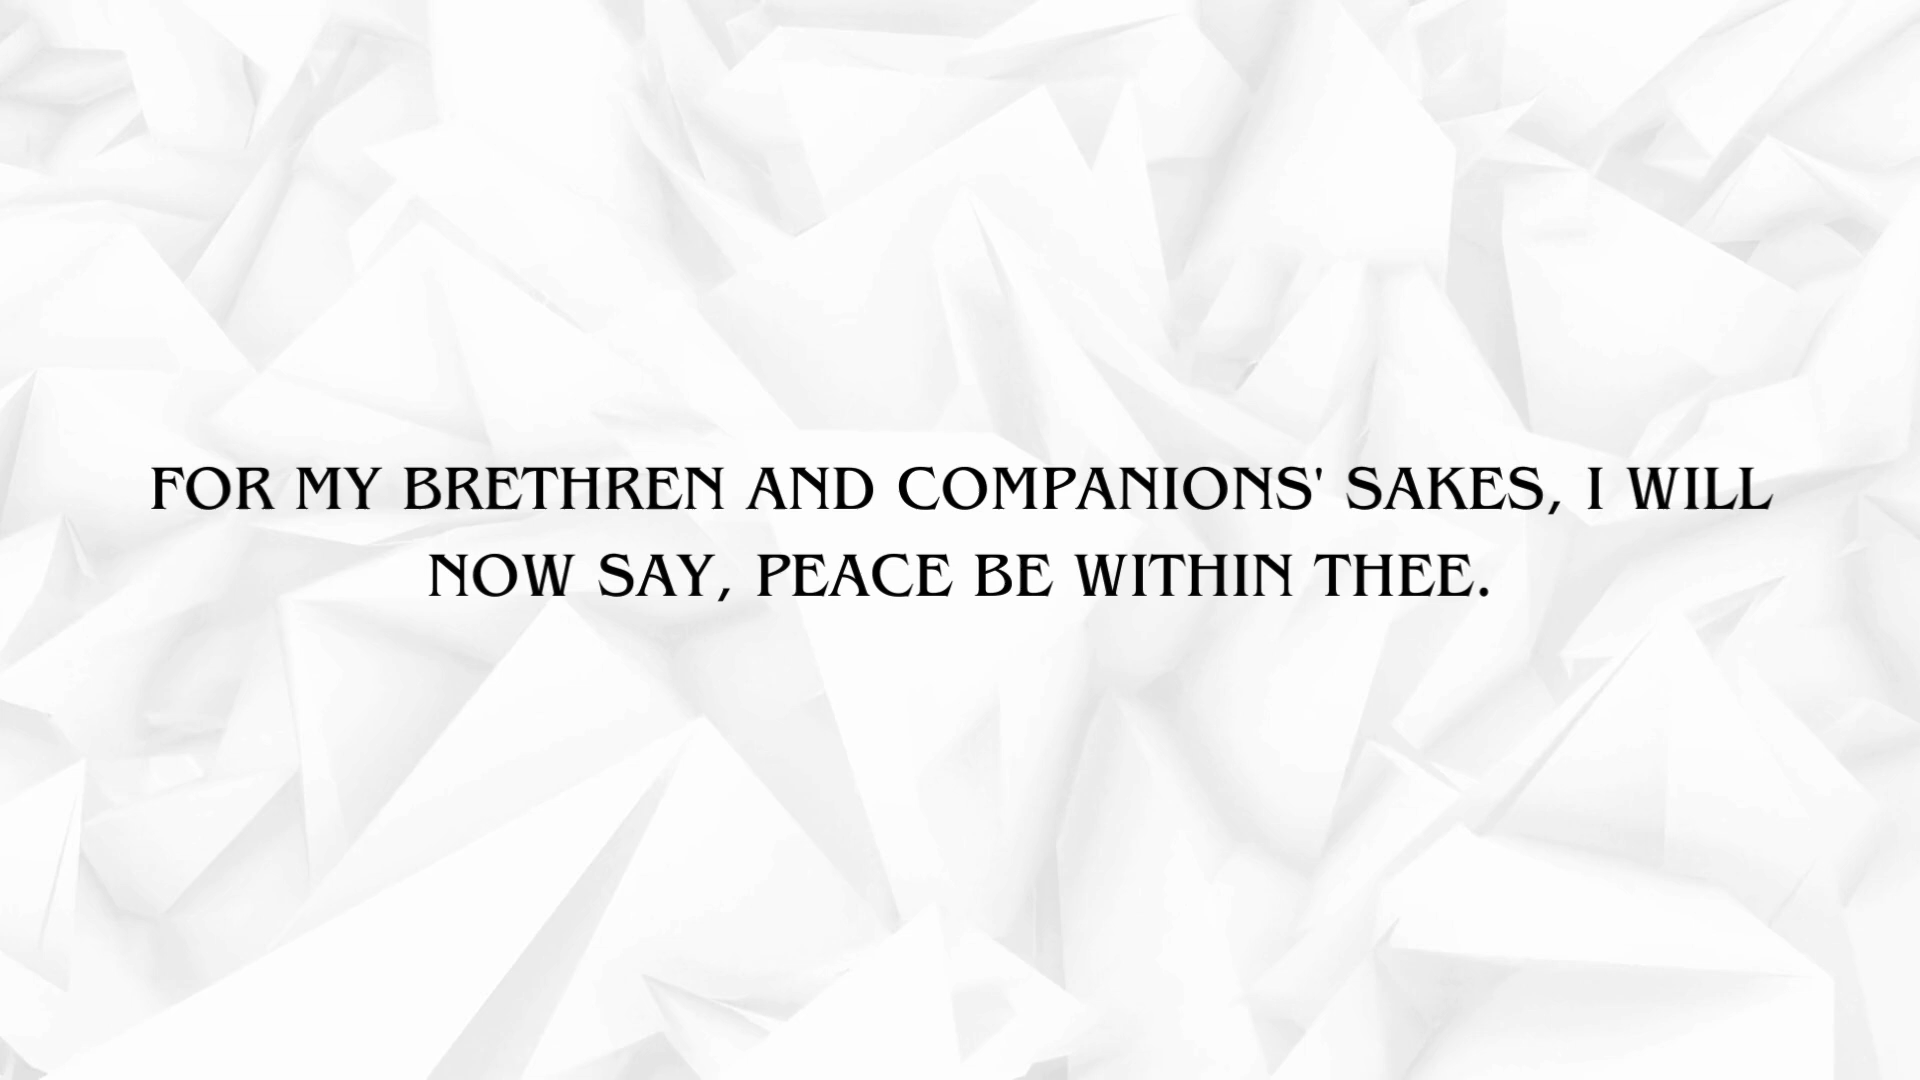 FOR MY BRETHREN AND COMPANIONS' SAKES, I WILL
NOW SAY, PEACE BE WITHIN THEE.